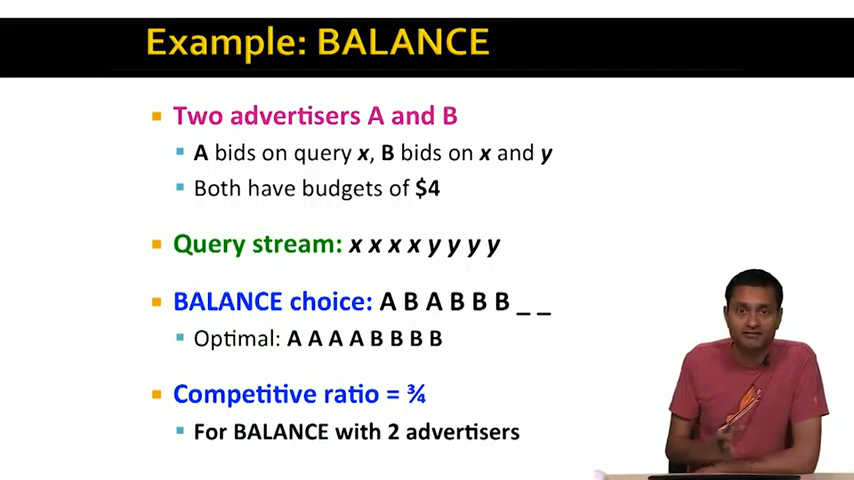 Example: BALANCE
Two advertisers A and B
A bids on query x, B bids on x and y
Both have budgets of $4
Query stream: x x x x y y y y
BALANCE choice: A B A B B B _ _
Optimal: A A A A B B B B
Competitive ratio = ¾
For BALANCE with 2 advertisers